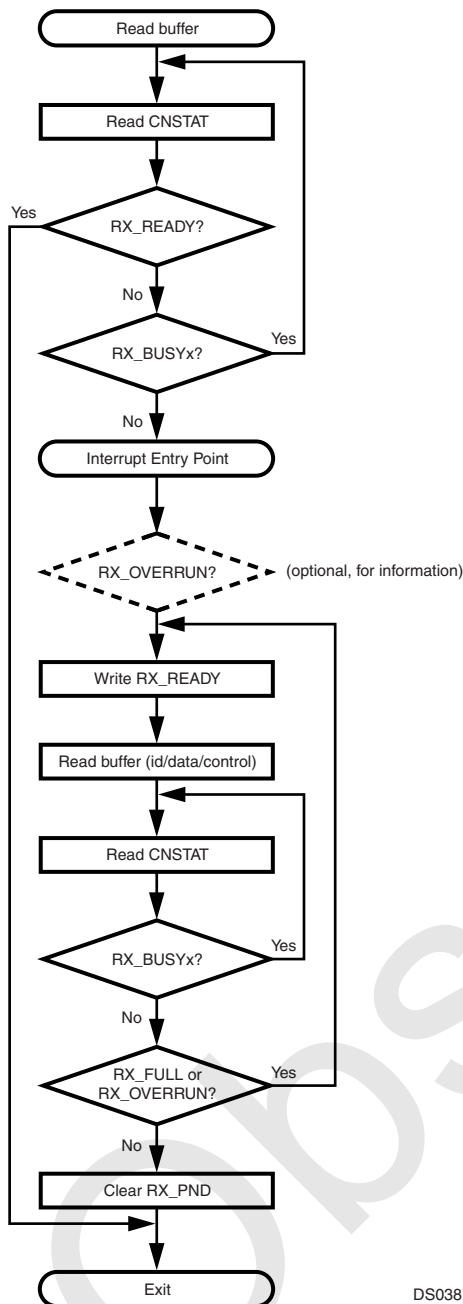 Read buffer
Read CNSTAT
Yes
RX_READY?
No
Yes
RX_BUSYx?
No
Interrupt Entry Point
RX_OVERRUN?
(optional, for information)
Write RX_READY
Read buffer (id/data/control)
Read CNSTAT
Yes
RX_BUSYx?
No
RX_FULL or
RX_OVERRUN?
Yes
No
Clear RX_PND
Exit
DS038
Obs